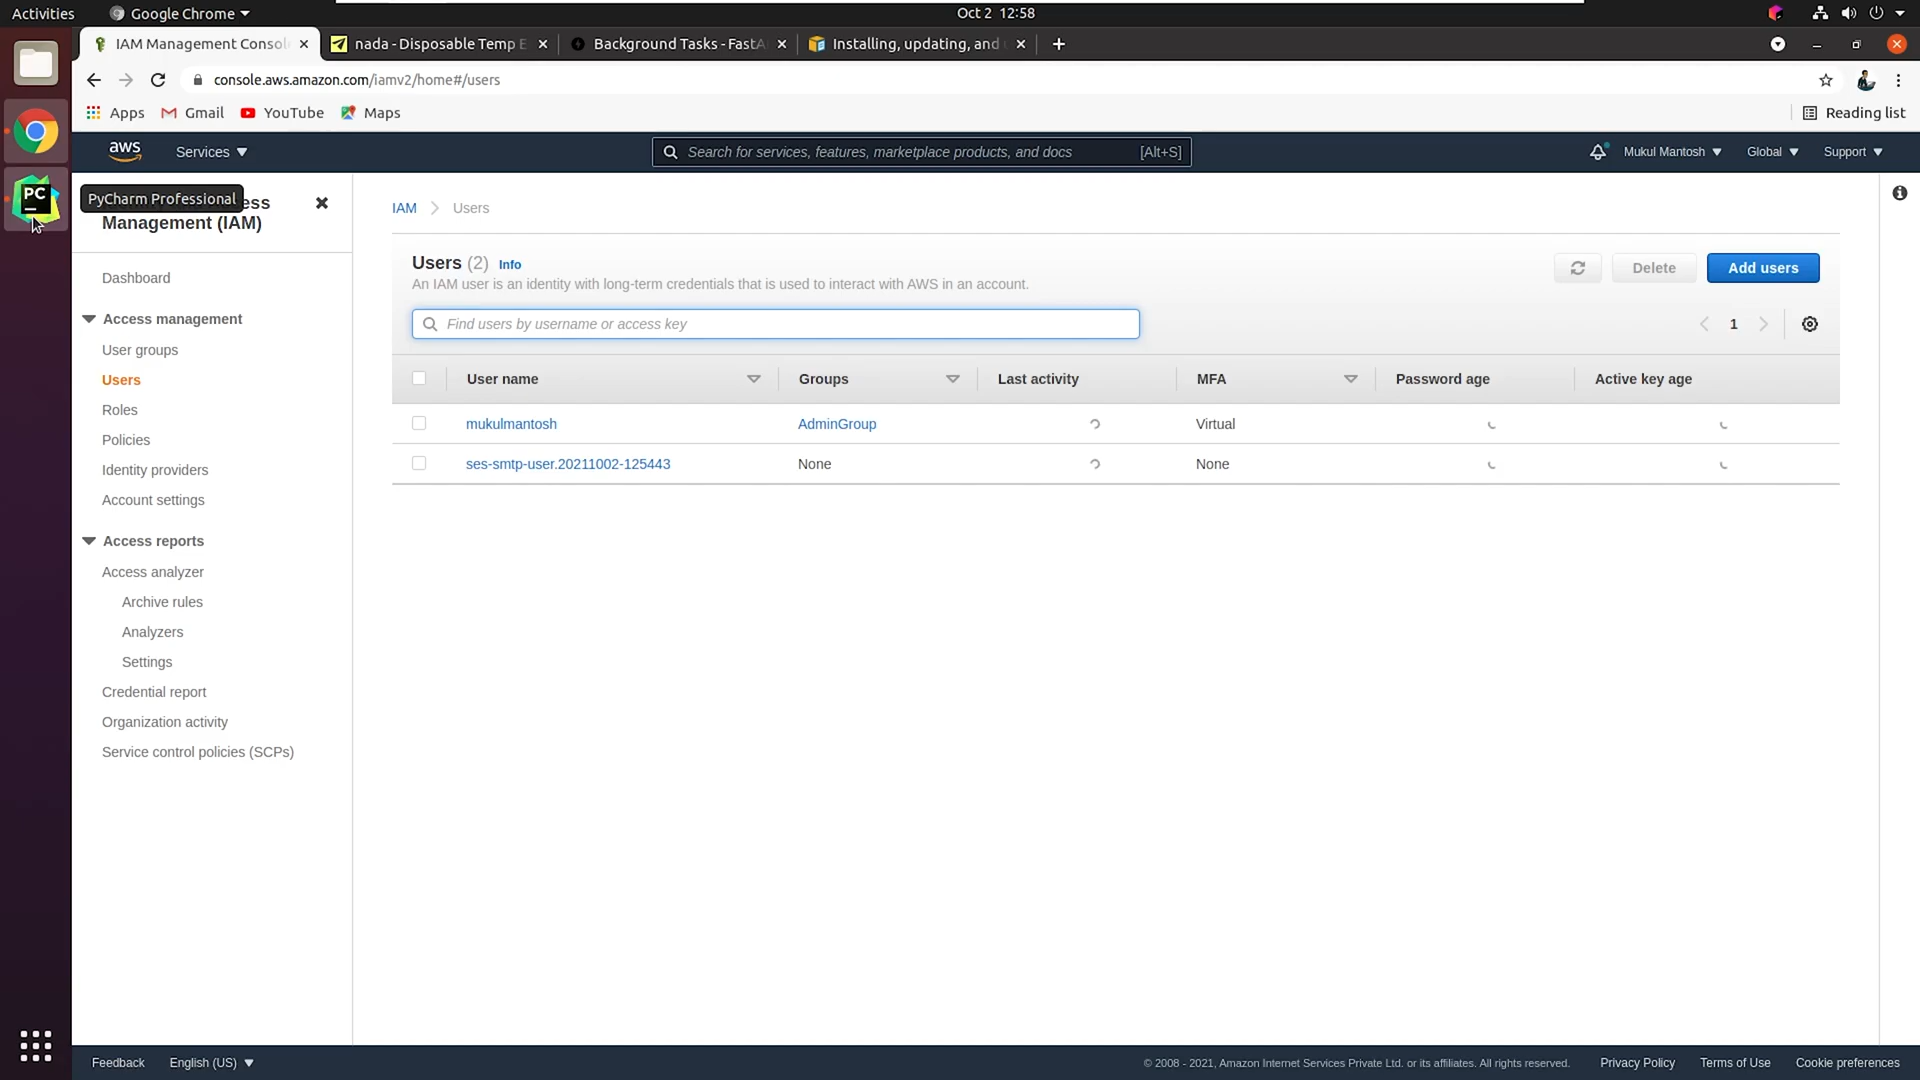 Activities
Google Chrome
Oct 2 12:58
IAM Management Consol
nada - Disposable Temp E
Background Tasks - FastA
Installing, updating, and
console.aws.amazon.com/iamv2/home#/users
Apps
Gmail
YouTube
Maps
Reading list
aws
Services
Search for services, features, marketplace products, and docs
[Alt+S]
Mukul Mantosh
Global
Support
PC
PyCharm Professional
ess
Management (IAM)
Dashboard
Access management
User groups
Users
Roles
Policies
Identity providers
Account settings
Access reports
Access analyzer
Archive rules
Analyzers
Settings
Credential report
Organization activity
Service control policies (SCPs)
IAM
Users
Users (2) Info
An IAM user is an identity with long-term credentials that is used to interact with AWS in an account.
Delete
Add users
Find users by username or access key
1
User name
Groups
Last activity
MFA
Password age
Active key age
mukulmantosh
AdminGroup
Virtual
ses-smtp-user.20211002-125443
None
None
Feedback
English (US)
© 2008 - 2021, Amazon Internet Services Private Ltd. or its affiliates. All rights reserved.
Privacy Policy
Terms of Use
Cookie preferences